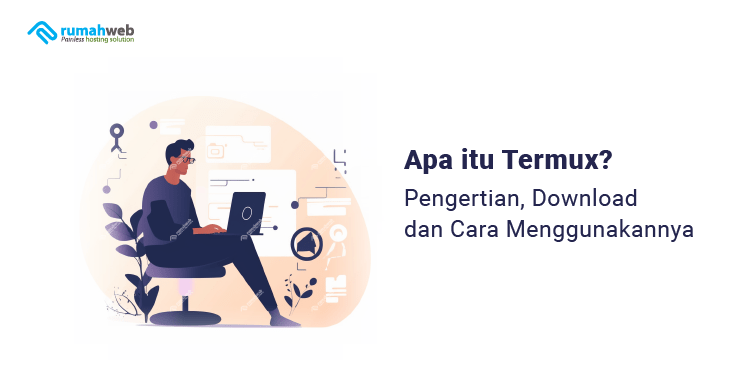 rumahweb
Painless hosting solution
Apa itu Termux?
Pengertian, Download
dan Cara Menggunakannya